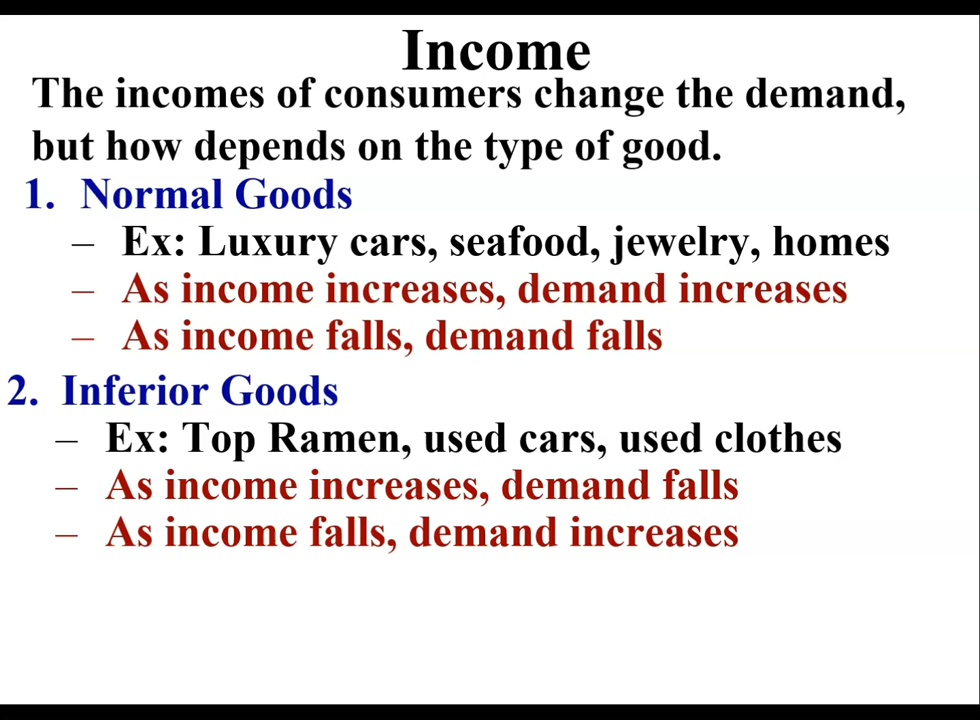 Income
The incomes of consumers change the demand,
but how depends on the type of good.
1. Normal Goods
– Ex: Luxury cars, seafood, jewelry, homes
– As income increases, demand increases
– As income falls, demand falls
2. Inferior Goods
– Ex: Top Ramen, used cars, used clothes
– As income increases, demand falls
– As income falls, demand increases